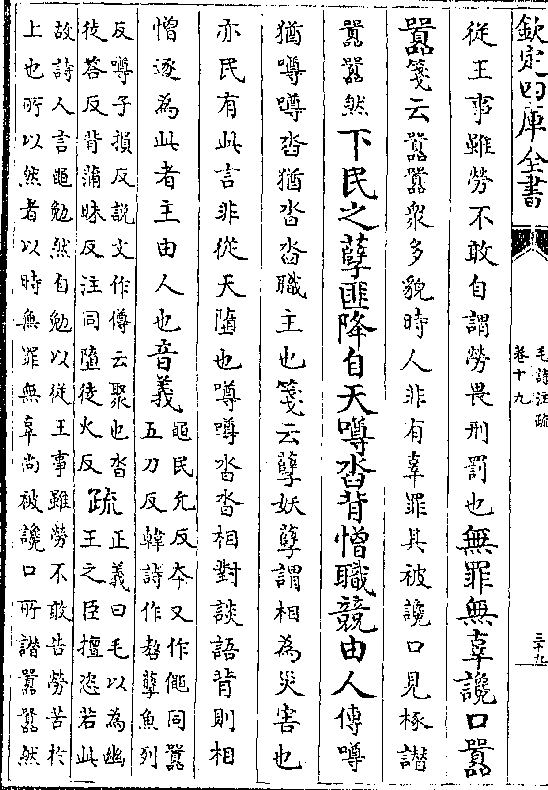 欽定四庫全書
毛詩注疏
卷十九
三十九
從王事雖勞不敢自謂勞畏刑罰也無罪無辜讒口囂
囂箋云囂囂衆多貌時人非有辜罪其被讒口見椓譖
囂囂然下民之孽匪降自天噂沓背憎職競由人傳噂
猶噂噂沓猶沓沓職主也箋云孽妖孽謂相為災害也
亦民有此言非從天墮也噂噂沓沓相對談語背則相
憎逐為此者主由人也音義
黽民允反本又作僶同囂
五刀反韓詩作嗸孽魚列
反噂子損反說文作僔云聚也沓
徒答反背蒲昧反注同墮徒火反
疏
正義曰毛以為幽
王之臣擅恣若此
故詩人言黽勉然自勉以從王事雖勞不敢告勞苦於
上也所以然者以時無罪無辜尚被讒口所譖囂囂然